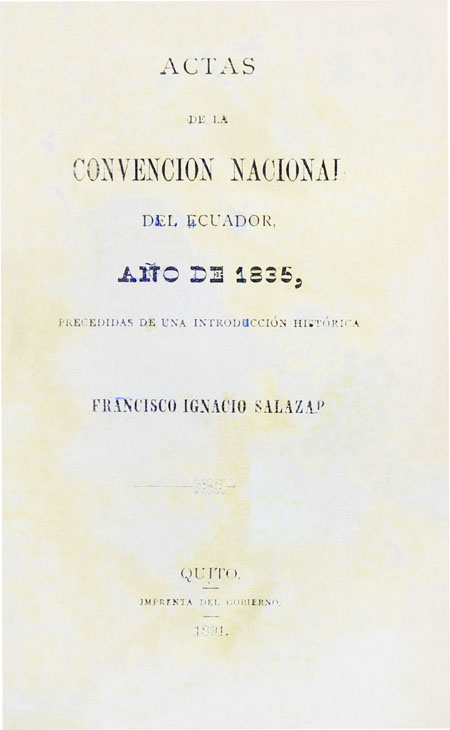 ACTAS
DE LA
CONVENCION NACIONAL
DEL ECUADOR,
AÑO DE 1835,
PRECEDIDAS DE UNA INTRODUCCIÓN HISTÓRICA
FRANCISCO IGNACIO SALAZAR
QUITO.
IMPRENTA DEL GOBIERNO.